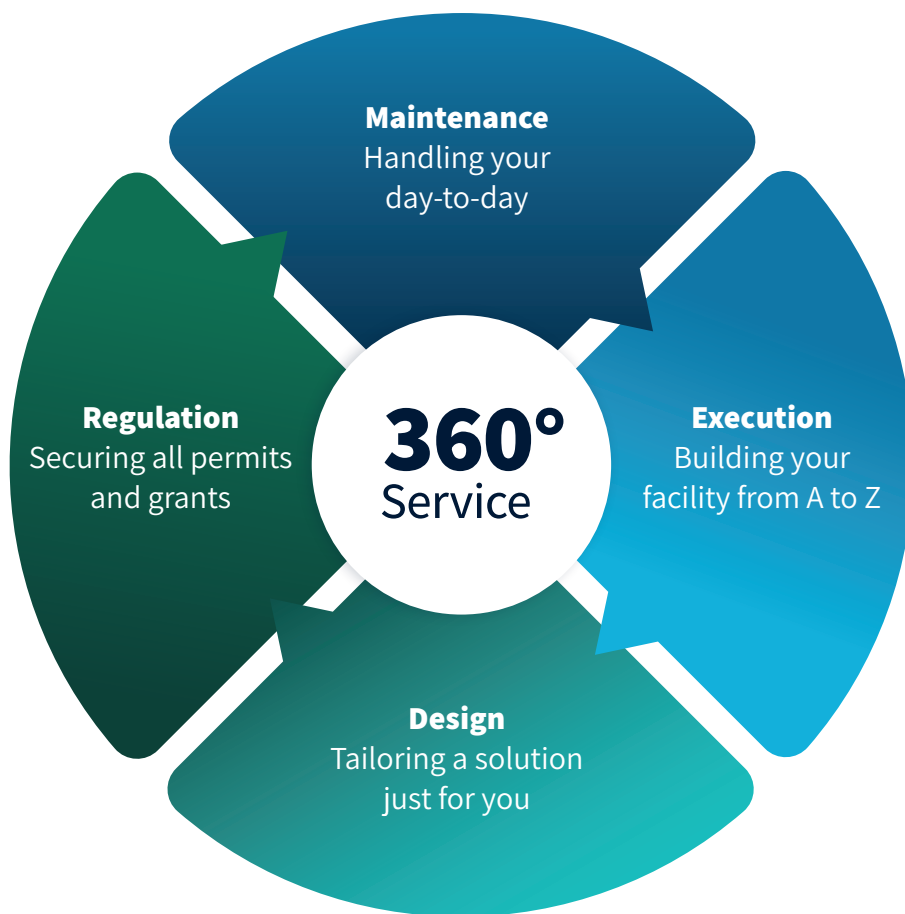 Maintenance
Handling your
day-to-day
Regulation
Securing all permits
and grants
360°
Service
Execution
Building your
facility from A to Z
Design
Tailoring a solution
just for you